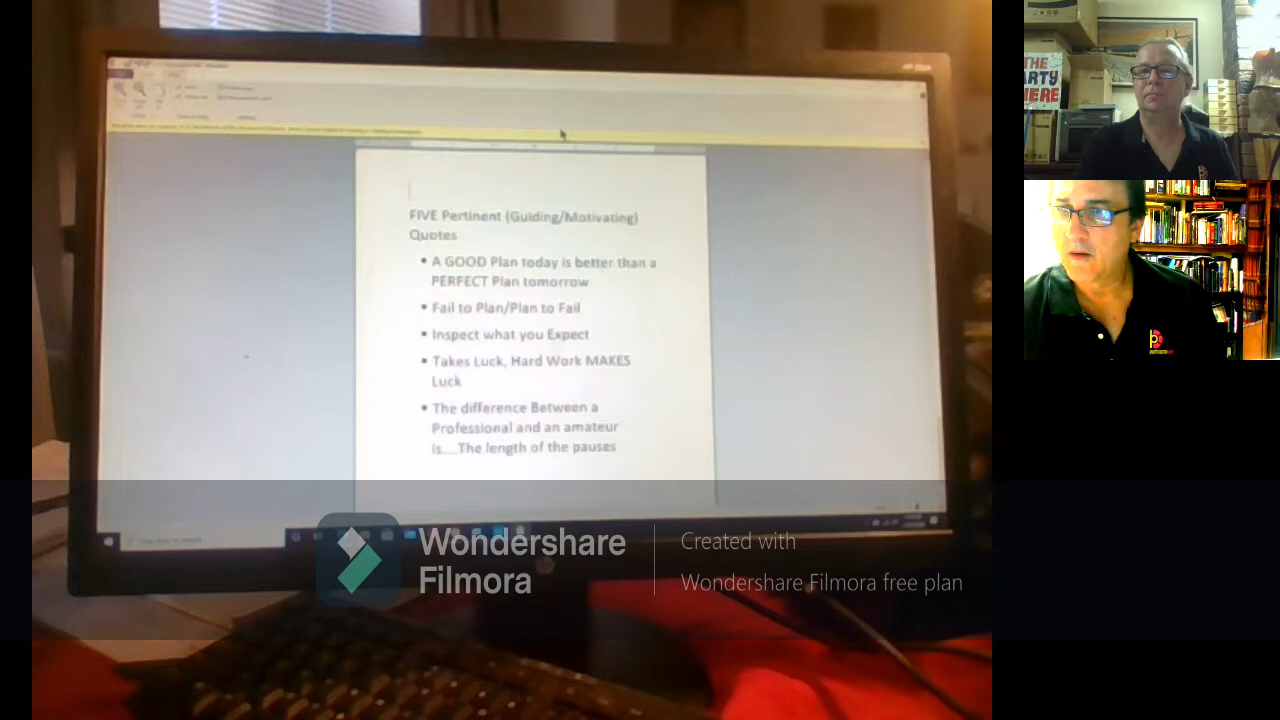 FIVE Pertinent (Guiding/Motivating)
Quotes
▪ A GOOD Plan today is better than a
PERFECT Plan tomorrow
▪ Fail to Plan/Plan to Fail
▪ Inspect what you Expect
▪ Takes Luck, Hard Work MAKES
Luck
▪ The difference Between a
Professional and an amateur
is....The length of the pauses
Wondershare
Filmora
Created with
Wondershare Filmora free plan
THE
ARTY
HERE